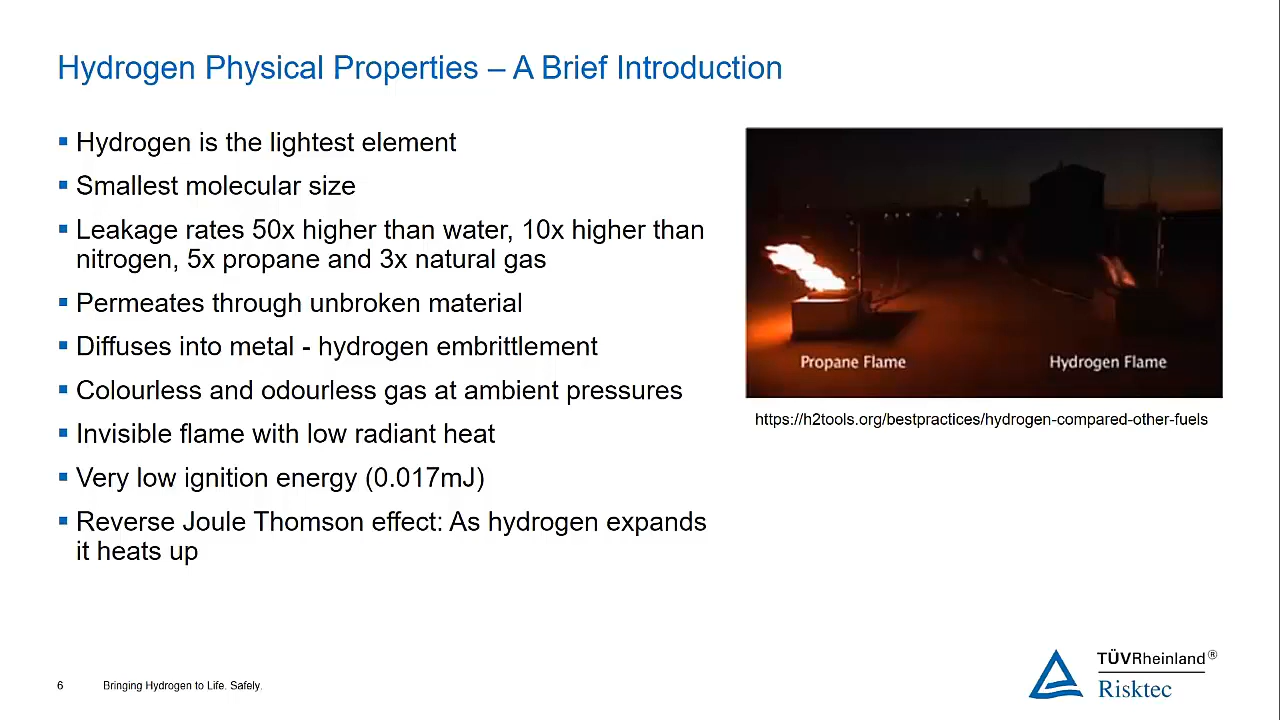 Hydrogen Physical Properties – A Brief Introduction
▪ Hydrogen is the lightest element
▪ Smallest molecular size
▪ Leakage rates 50x higher than water, 10x higher than
nitrogen, 5x propane and 3x natural gas
▪ Permeates through unbroken material
▪ Diffuses into metal - hydrogen embrittlement
▪ Colourless and odourless gas at ambient pressures
▪ Invisible flame with low radiant heat
▪ Very low ignition energy (0.017mJ)
▪ Reverse Joule Thomson effect: As hydrogen expands
it heats up
Propane Flame
Hydrogen Flame
https://h2tools.org/bestpractices/hydrogen-compared-other-fuels
6
Bringing Hydrogen to Life. Safely.
TÜVRheinland®
Risktec